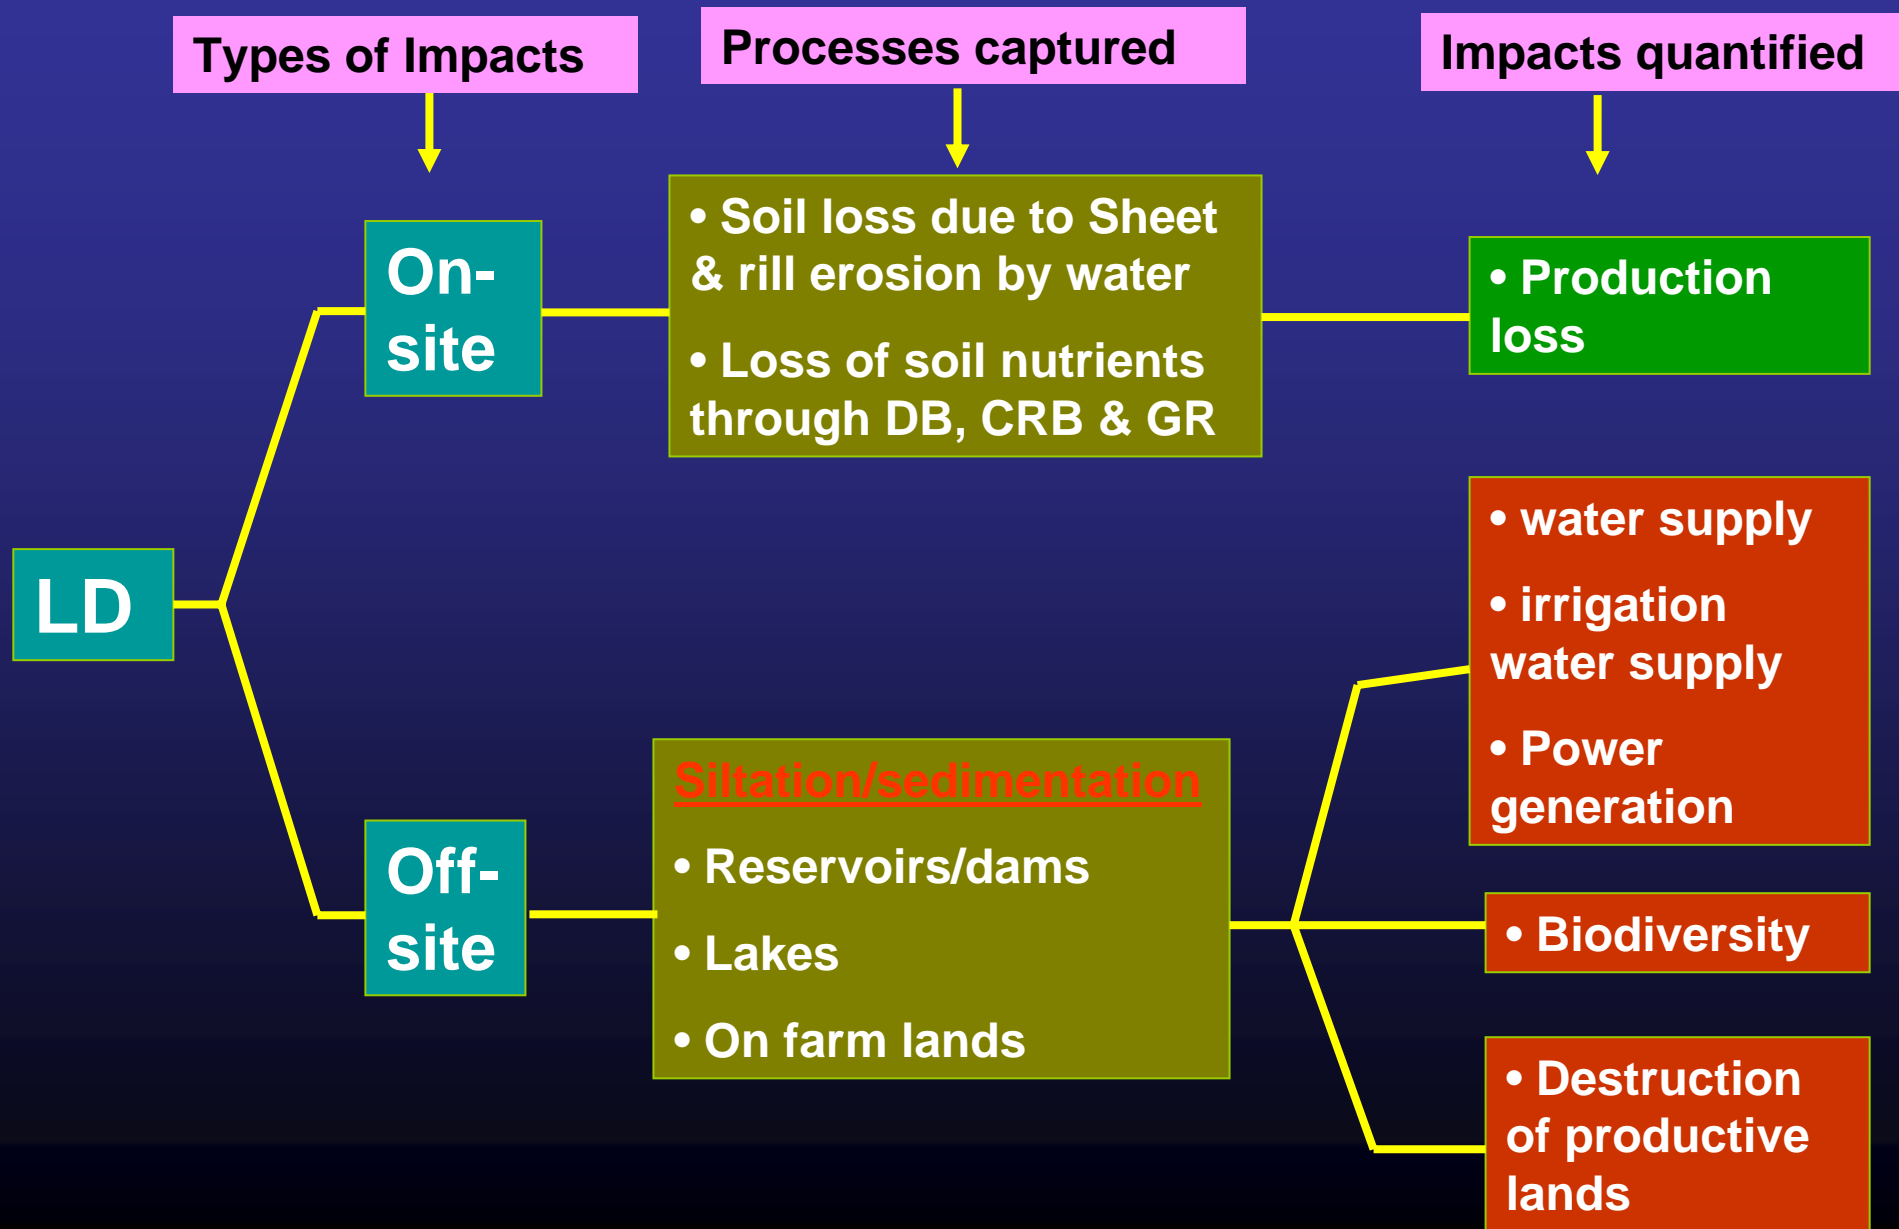 Types of Impacts
Processes captured
Impacts quantified
On-
site
• Soil loss due to Sheet
& rill erosion by water
• Loss of soil nutrients
through DB, CRB & GR
• Production
loss
LD
Off-
site
Siltation/sedimentation
• Reservoirs/dams
• Lakes
• On farm lands
• water supply
• irrigation
water supply
• Power
generation
• Biodiversity
• Destruction
of productive
lands